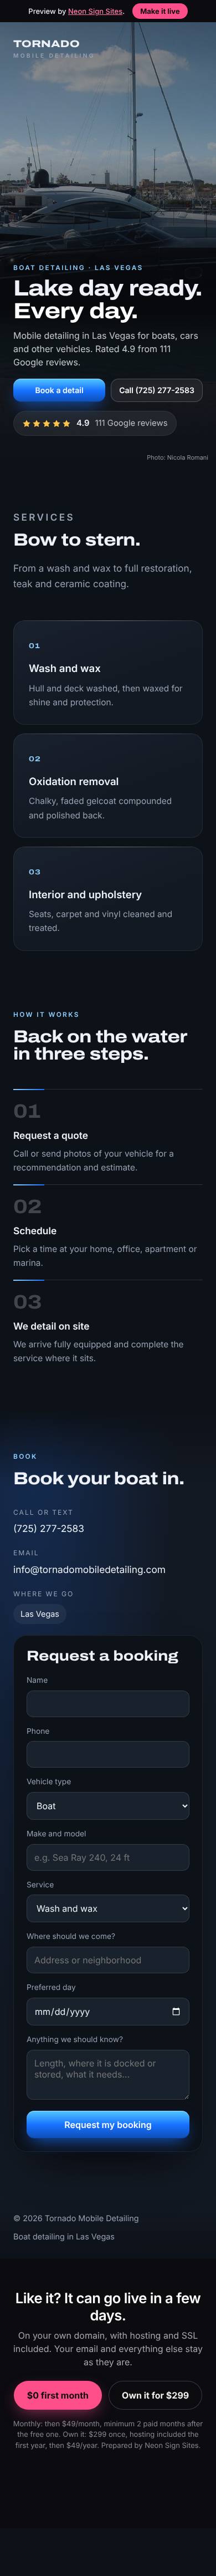 Preview by Neon Sign Sites. Make it live
TORNADO
MOBILE DETAILING
BOAT DETAILING · LAS VEGAS
Lake day ready.
Every day.
Mobile detailing in Las Vegas for boats, cars
and other vehicles. Rated 4.9 from 111
Google reviews.
Book a detail
Call (725) 277-2583
4.9 111 Google reviews
Photo: Nicola Romani
SERVICES
Bow to stern.
From a wash and wax to full restoration,
teak and ceramic coating.
01
Wash and wax
Hull and deck washed, then waxed for
shine and protection.
02
Oxidation removal
Chalky, faded gelcoat compounded
and polished back.
03
Interior and upholstery
Seats, carpet and vinyl cleaned and
treated.
HOW IT WORKS
Back on the water
in three steps.
01
Request a quote
Call or send photos of your vehicle for a
recommendation and estimate.
02
Schedule
Pick a time at your home, office, apartment or
marina.
03
We detail on site
We arrive fully equipped and complete the
service where it sits.
BOOK
Book your boat in.
CALL OR TEXT
(725) 277-2583
EMAIL
info@tornadomobiledetailing.com
WHERE WE GO
Las Vegas
Request a booking
Name
Phone
Vehicle type
Boat
Make and model
e.g. Sea Ray 240, 24 ft
Service
Wash and wax
Where should we come?
Address or neighborhood
Preferred day
mm/dd/yyyy
Anything we should know?
Length, where it is docked or
stored, what it needs...
Request my booking
© 2026 Tornado Mobile Detailing
Boat detailing in Las Vegas
Like it? It can go live in a few
days.
On your own domain, with hosting and SSL
included. Your email and everything else stay
as they are.
$0 first month
Own it for $299
Monthly: then $49/month, minimum 2 paid months after
the free one. Own it: $299 once, hosting included the
first year, then $49/year. Prepared by Neon Sign Sites.